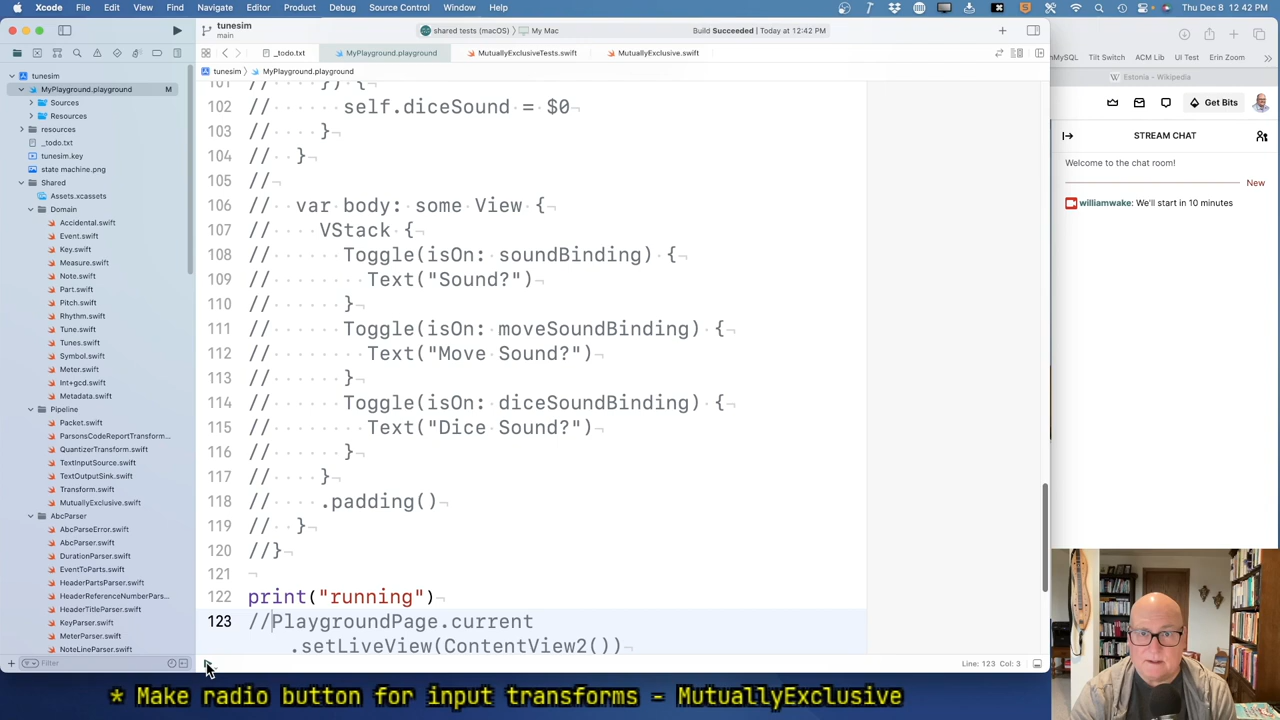 Xcode File Edit View Find Navigate Editor Product Debug Source Control Window Help
tunesim
main
shared tests (macOS) 〉 My Mac
Build Succeeded | Today at 12:42 PM
_todo.txt
MyPlayground.playground
MutuallyExclusiveTests.swift
MutuallyExclusive.swift
tunesim 〉 MyPlayground.playground
tunesim
MyPlayground.playground M
Sources
Resources
resources
_todo.txt
tunesim.key
state machine.png
Shared
Assets.xcassets
Domain
Accidental.swift
Event.swift
Key.swift
Measure.swift
Note.swift
Part.swift
Pitch.swift
Rhythm.swift
Tune.swift
Tunes.swift
Symbol.swift
Meter.swift
Int+gcd.swift
Metadata.swift
Pipeline
Packet.swift
ParsonsCodeReportTransform...
QuantizerTransform.swift
TextInputSource.swift
TextOutputSink.swift
Transform.swift
MutuallyExclusive.swift
AbcParser
AbcParseError.swift
AbcParser.swift
DurationParser.swift
EventToParts.swift
HeaderPartsParser.swift
HeaderReferenceNumberPars...
HeaderTitleParser.swift
KeyParser.swift
MeterParser.swift
NoteLineParser.swift
Filter
101 // }) {
102 // self.diceSound = $0
103 // }
104 // }
105 //
106 // var body: some View {
107 // VStack {
108 // Toggle(isOn: soundBinding) {
109 // Text("Sound?")
110 // }
111 // Toggle(isOn: moveSoundBinding) {
112 // Text("Move Sound?")
113 // }
114 // Toggle(isOn: diceSoundBinding) {
115 // Text("Dice Sound?")
116 // }
117 // }
118 // .padding()
119 // }
120 //}
121
122 print("running")
123 //PlaygroundPage.current
.setLiveView(ContentView2())
Line: 123 Col: 3
MySQL Tilt Switch ACM Lib UI Test Erin Zoom
Estonia - Wikipedia
Get Bits
STREAM CHAT
Welcome to the chat room!
New
williamwake: We'll start in 10 minutes
* Make radio button for input transforms - MutuallyExclusive